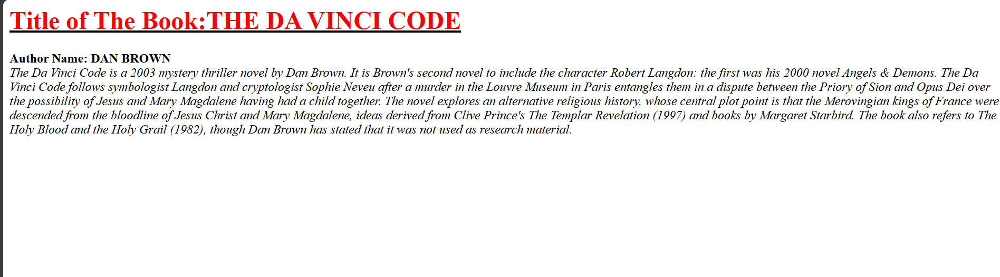 Title of The Book:THE DA VINCI CODE
Author Name: DAN BROWN
The Da Vinci Code is a 2003 mystery thriller novel by Dan Brown. It is Brown's second novel to include the character Robert Langdon: the first was his 2000 novel Angels & Demons. The Da
Vinci Code follows symbologist Langdon and cryptologist Sophie Neveu after a murder in the Louvre Museum in Paris entangles them in a dispute between the Priory of Sion and Opus Dei over
the possibility of Jesus and Mary Magdalene having had a child together. The novel explores an alternative religious history, whose central plot point is that the Merovingian kings of France were
descended from the bloodline of Jesus Christ and Mary Magdalene, ideas derived from Clive Prince's The Templar Revelation (1997) and books by Margaret Starbird. The book also refers to The
Holy Blood and the Holy Grail (1982), though Dan Brown has stated that it was not used as research material.